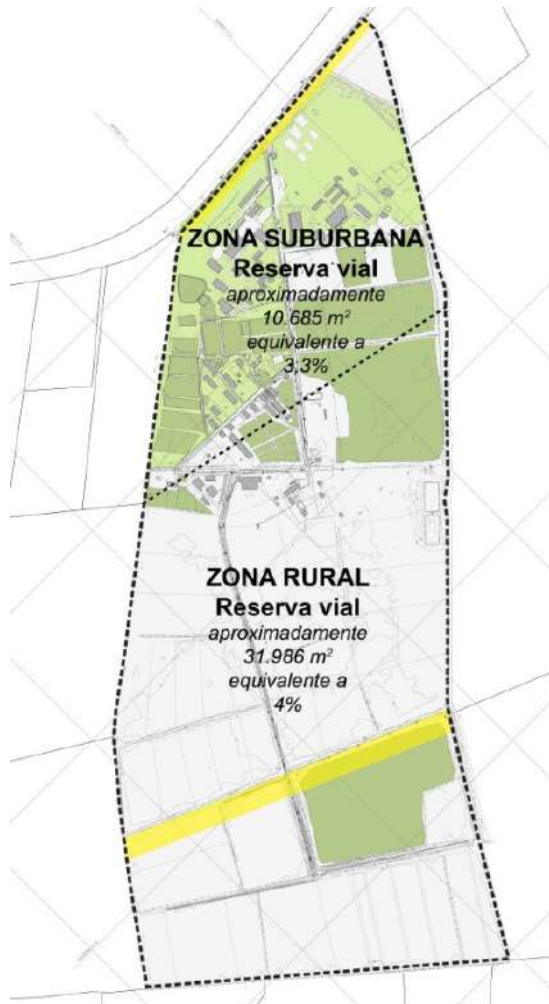 ZONA SUBURBANA
Reserva vial
aproximadamente
10.685 m²
equivalente a
3,3%
ZONA RURAL
Reserva vial
aproximadamente
31.986 m²
equivalente a
4%